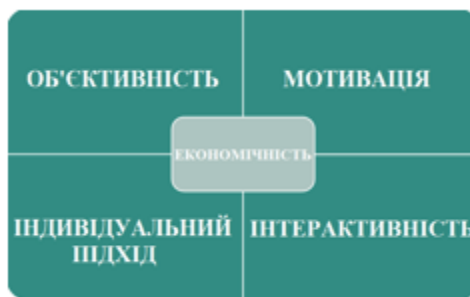 ОБ'ЄКТИВНІСТЬ
МОТИВАЦІЯ
ЕКОНОМІЧНІСТЬ
ІНДИВІДУАЛЬНИЙ
ПІДХІД
ІНТЕРАКТИВНІСТЬ